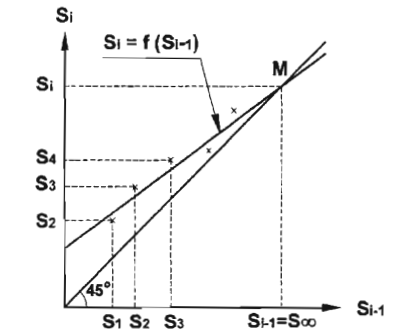 Si
Si = f (Si-1)
M
Si
S4
S3
S2
45°
Si-1
S1 S2 S3 Si-1=S∞